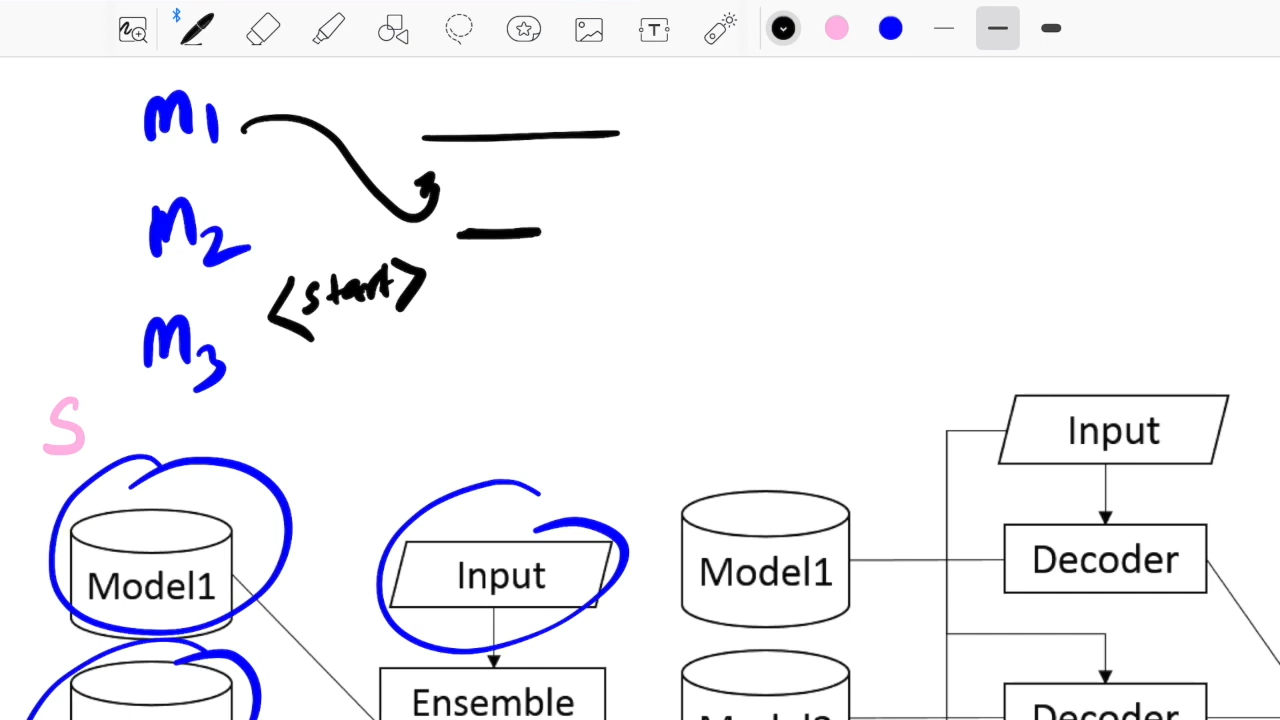 m1
m2
<start>
m3
S
Input
Model1
Input
Model1
Decoder
Ensemble
Decoder